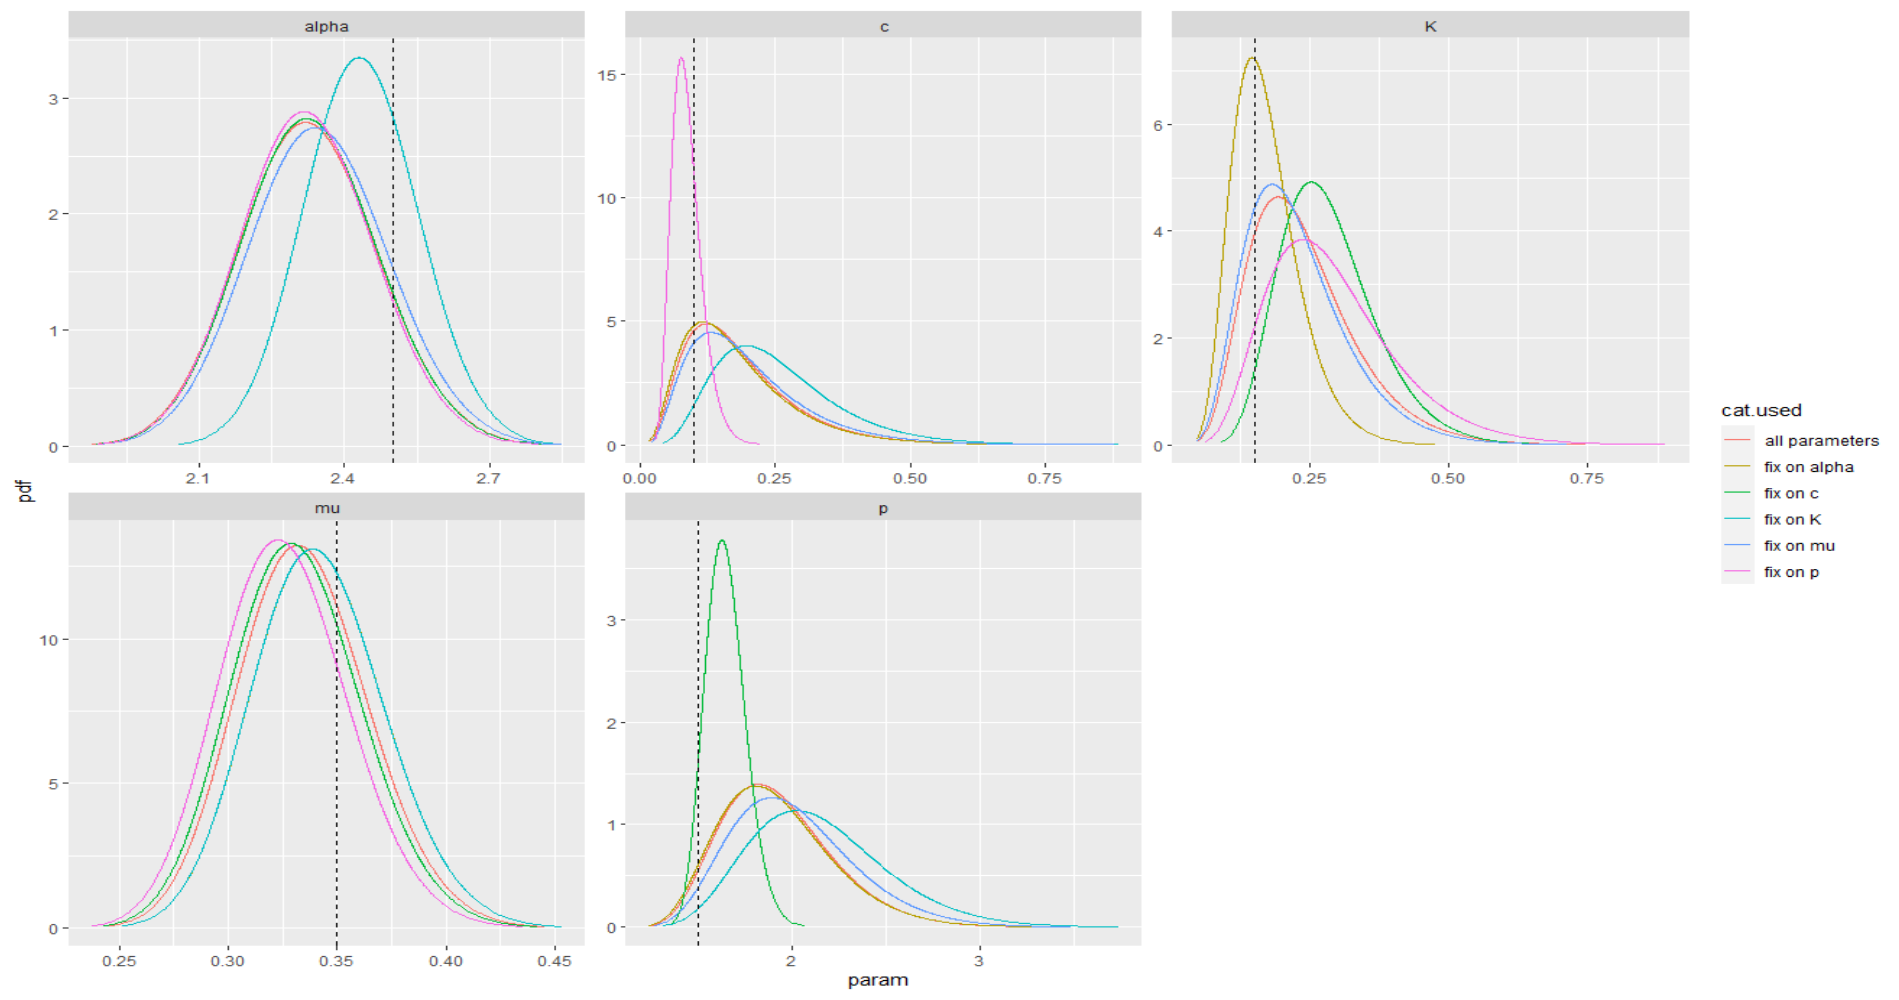 alpha
c
K
3
2
1
0
2.1 2.4 2.7
15
10
5
0
0.00 0.25 0.50 0.75
6
4
2
0
0.25 0.50 0.75
pdf
mu
p
10
5
0
0.25 0.30 0.35 0.40 0.45
3
2
1
0
2 3
param
cat.used
all parameters
fix on alpha
fix on c
fix on K
fix on mu
fix on p